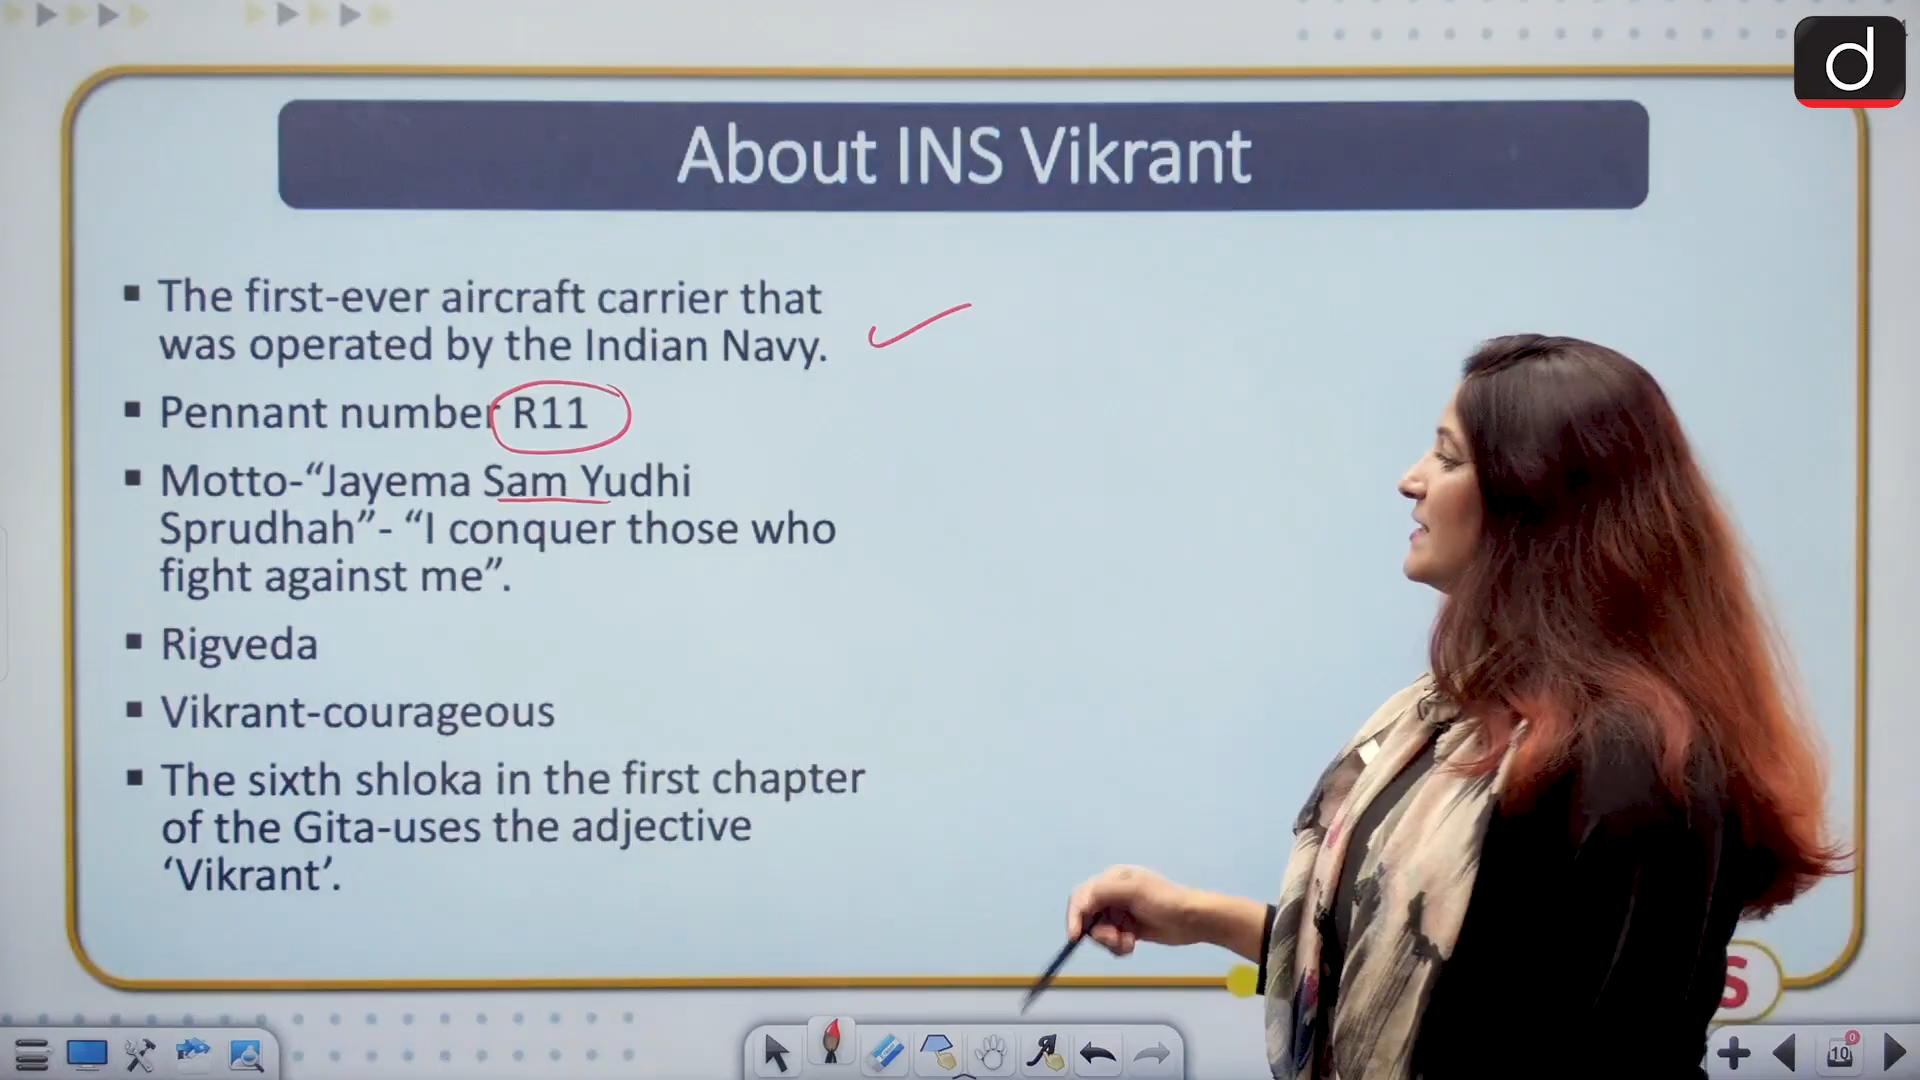 d
About INS Vikrant
The first-ever aircraft carrier that
was operated by the Indian Navy.
Pennant number R11
Motto-“Jayema Sam Yudhi
Sprudhah”- “I conquer those who
fight against me”.
Rigveda
Vikrant-courageous
The sixth shloka in the first chapter
of the Gita-uses the adjective
‘Vikrant’.
S
10
0